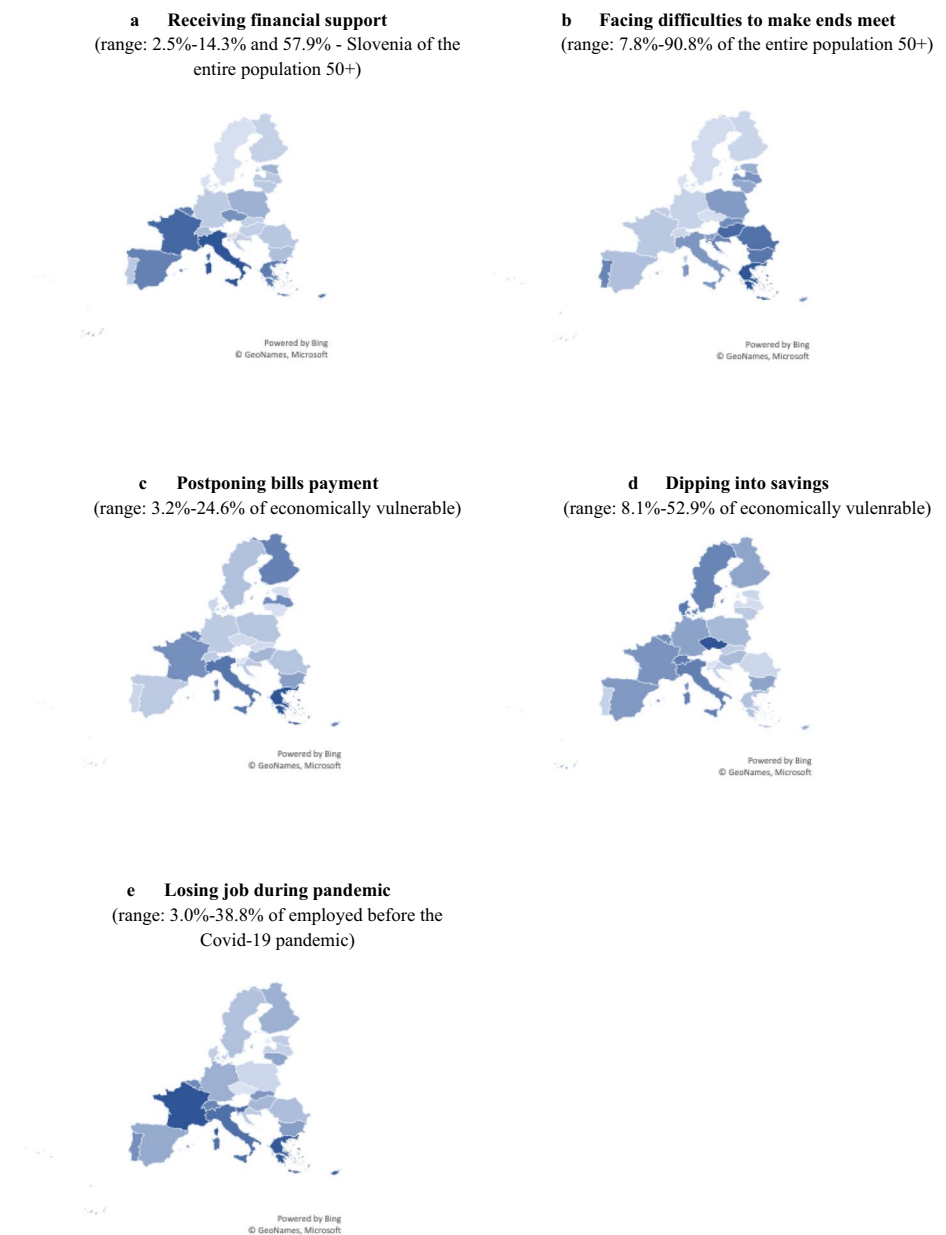 a Receiving financial support
(range: 2.5%-14.3% and 57.9% - Slovenia of the
entire population 50+)
Powered by Bing
© GeoNames, Microsoft
b Facing difficulties to make ends meet
(range: 7.8%-90.8% of the entire population 50+)
Powered by Bing
© GeoNames, Microsoft
c Postponing bills payment
(range: 3.2%-24.6% of economically vulnerable)
Powered by Bing
© GeoNames, Microsoft
d Dipping into savings
(range: 8.1%-52.9% of economically vulenrable)
Powered by Bing
© GeoNames, Microsoft
e Losing job during pandemic
(range: 3.0%-38.8% of employed before the
Covid-19 pandemic)
Powered by Bing
© GeoNames, Microsoft